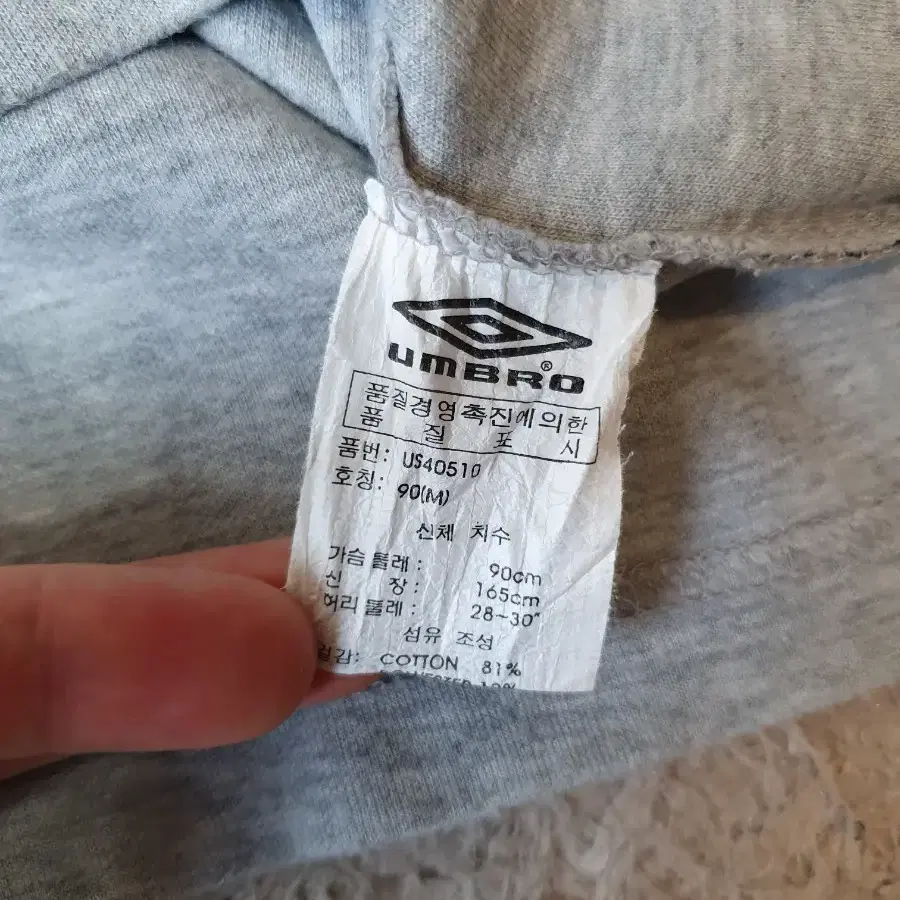 UMBRO®
품질경영촉진에의한
품 질 표 시
품번: US40510
호칭: 90(M)
신체 치수
가슴둘레 : 90cm
신 장 : 165cm
허리둘레 : 28~30"
섬유 조성
겉감: COTTON 81%